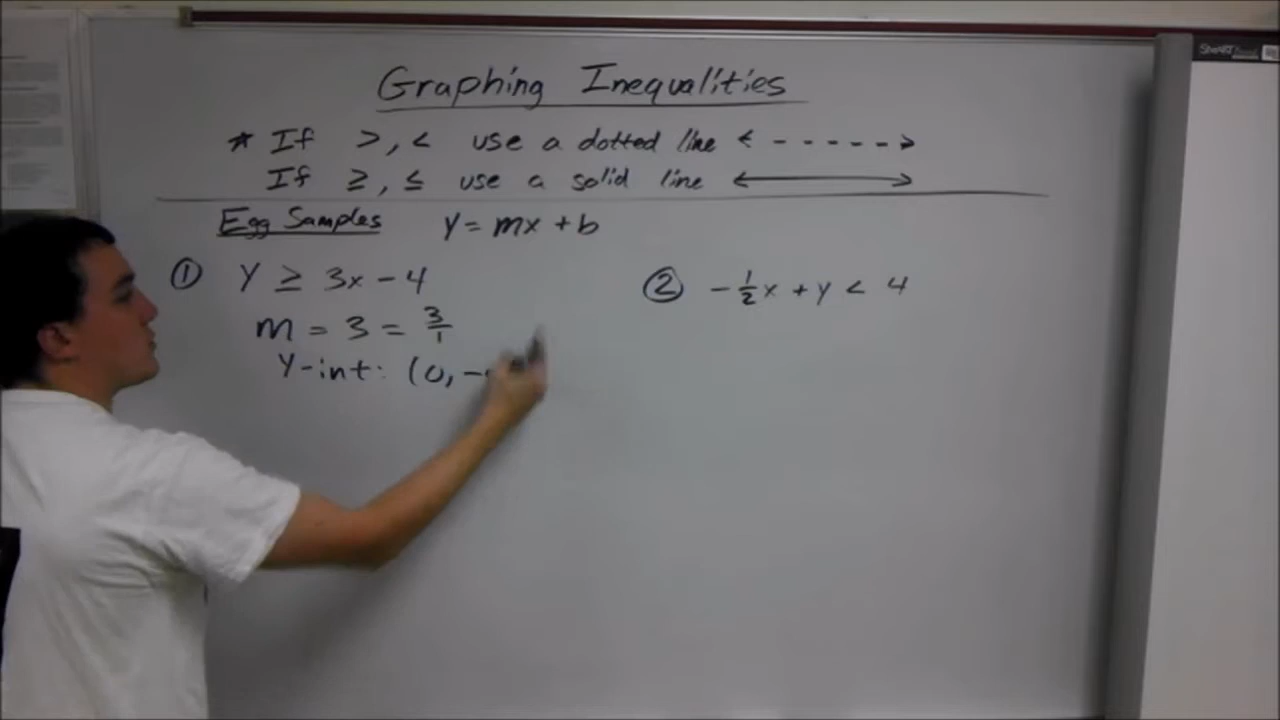 Graphing Inequalities
* If >, < use a dotted line
If ≥, ≤ use a solid line
Egg Samples y = mx + b
① y ≥ 3x - 4
② -1/2x + y < 4
m = 3 = 3/1
y-int: (0, -
SMART